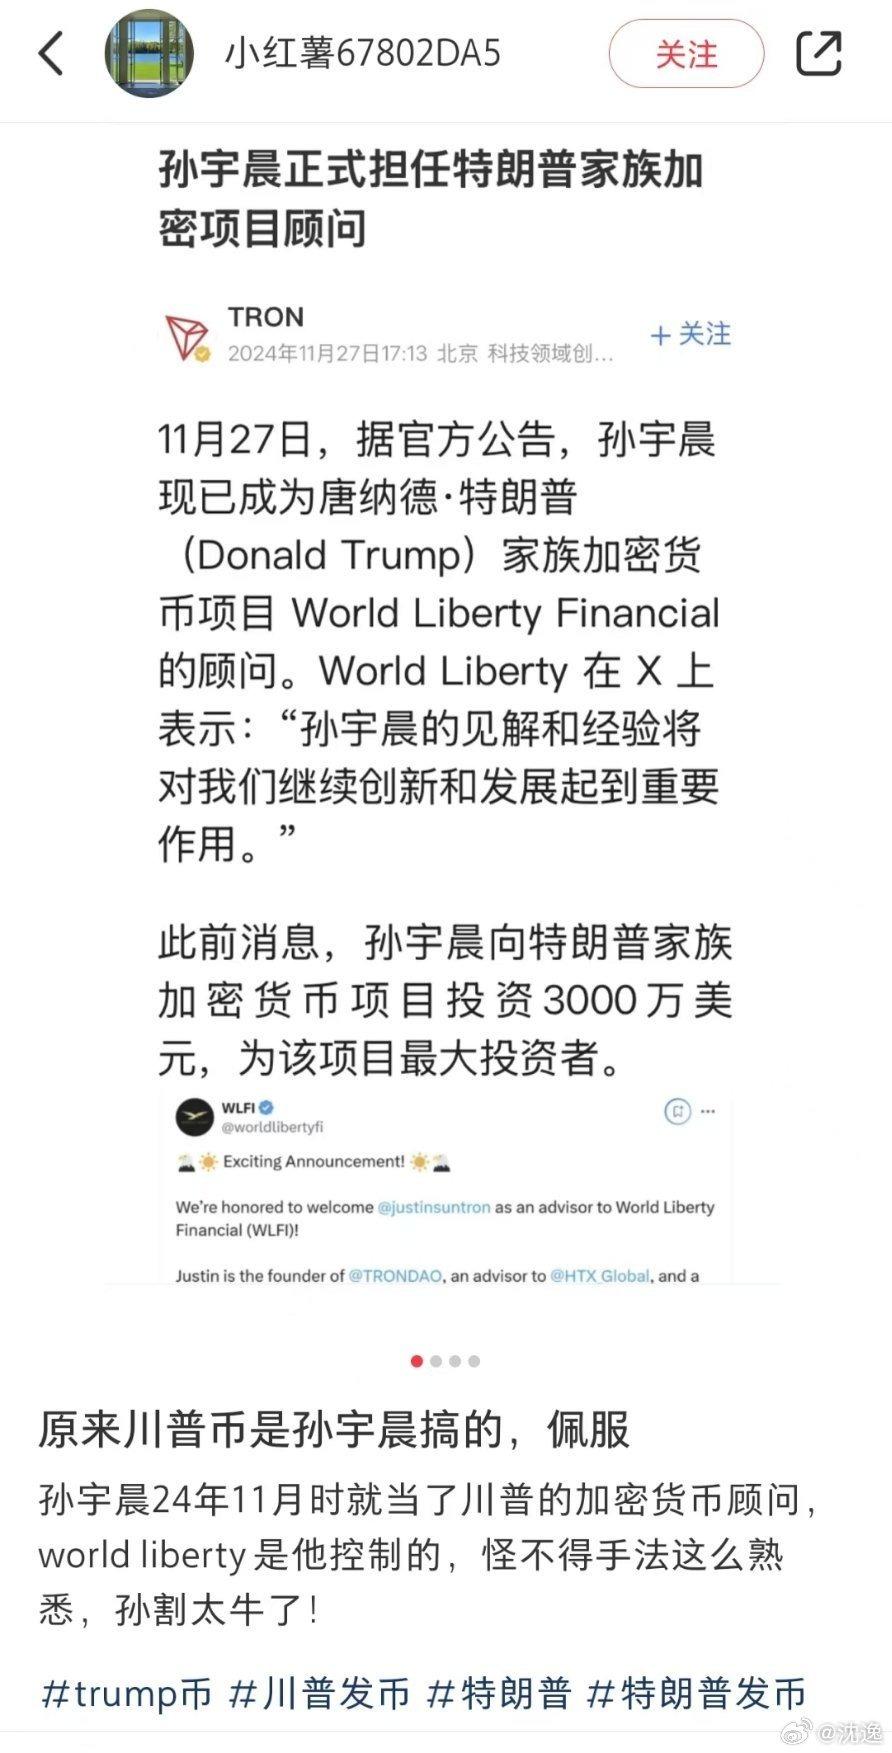 小红薯67802DA5
关注
孙宇晨正式担任特朗普家族加
密项目顾问
TRON
2024年11月27日17:13 北京 科技领域创...
+ 关注
11月27日，据官方公告，孙宇晨
现已成为唐纳德·特朗普
（Donald Trump）家族加密货
币项目 World Liberty Financial
的顾问。World Liberty 在 X 上
表示：“孙宇晨的见解和经验将
对我们继续创新和发展起到重要
作用。”
此前消息，孙宇晨向特朗普家族
加密货币项目投资3000万美
元，为该项目最大投资者。
WLFI
@worldlibertyfi
Exciting Announcement!
We’re honored to welcome @justinsuntron as an advisor to World Liberty
Financial (WLFI)!
Justin is the founder of @TRONDAO, an advisor to @HTX_Global, and a
原来川普币是孙宇晨搞的，佩服
孙宇晨24年11月时就当了川普的加密货币顾问，
world liberty是他控制的，怪不得手法这么熟
悉，孙割太牛了！
#trump币 #川普发币 #特朗普 #特朗普发币
@沈逸